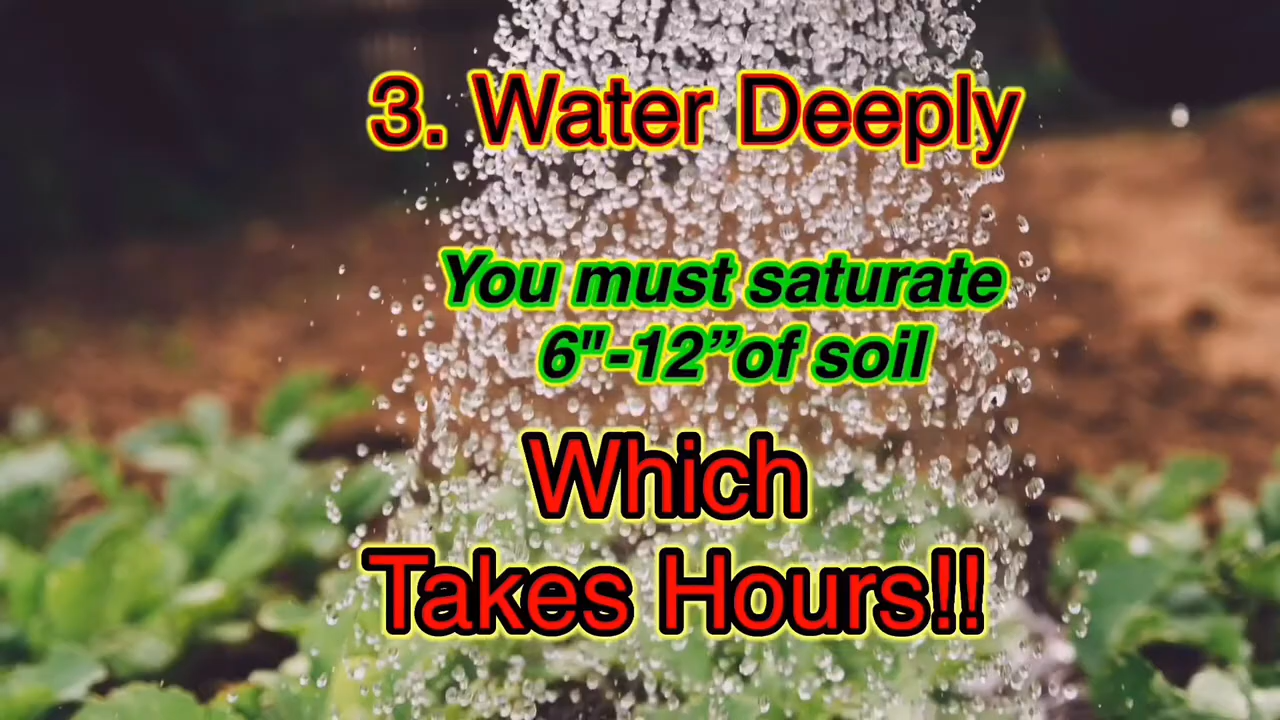 3. Water Deeply
You must saturate
6"-12”of soil
Which
Takes Hours!!